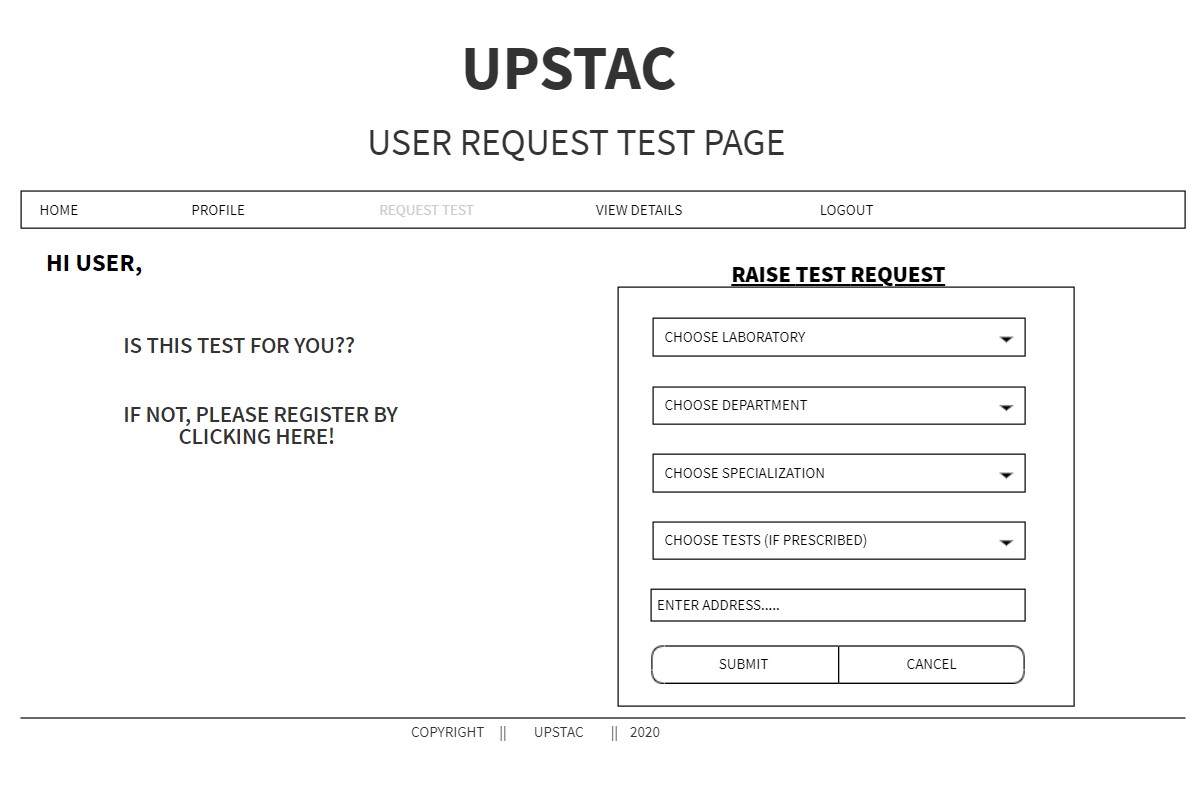 UPSTAC
USER REQUEST TEST PAGE
HOME PROFILE REQUEST TEST VIEW DETAILS LOGOUT
HI USER,
IS THIS TEST FOR YOU??
IF NOT, PLEASE REGISTER BY
CLICKING HERE!
RAISE TEST REQUEST
CHOOSE LABORATORY
CHOOSE DEPARTMENT
CHOOSE SPECIALIZATION
CHOOSE TESTS (IF PRESCRIBED)
ENTER ADDRESS.....
SUBMIT CANCEL
COPYRIGHT || UPSTAC || 2020